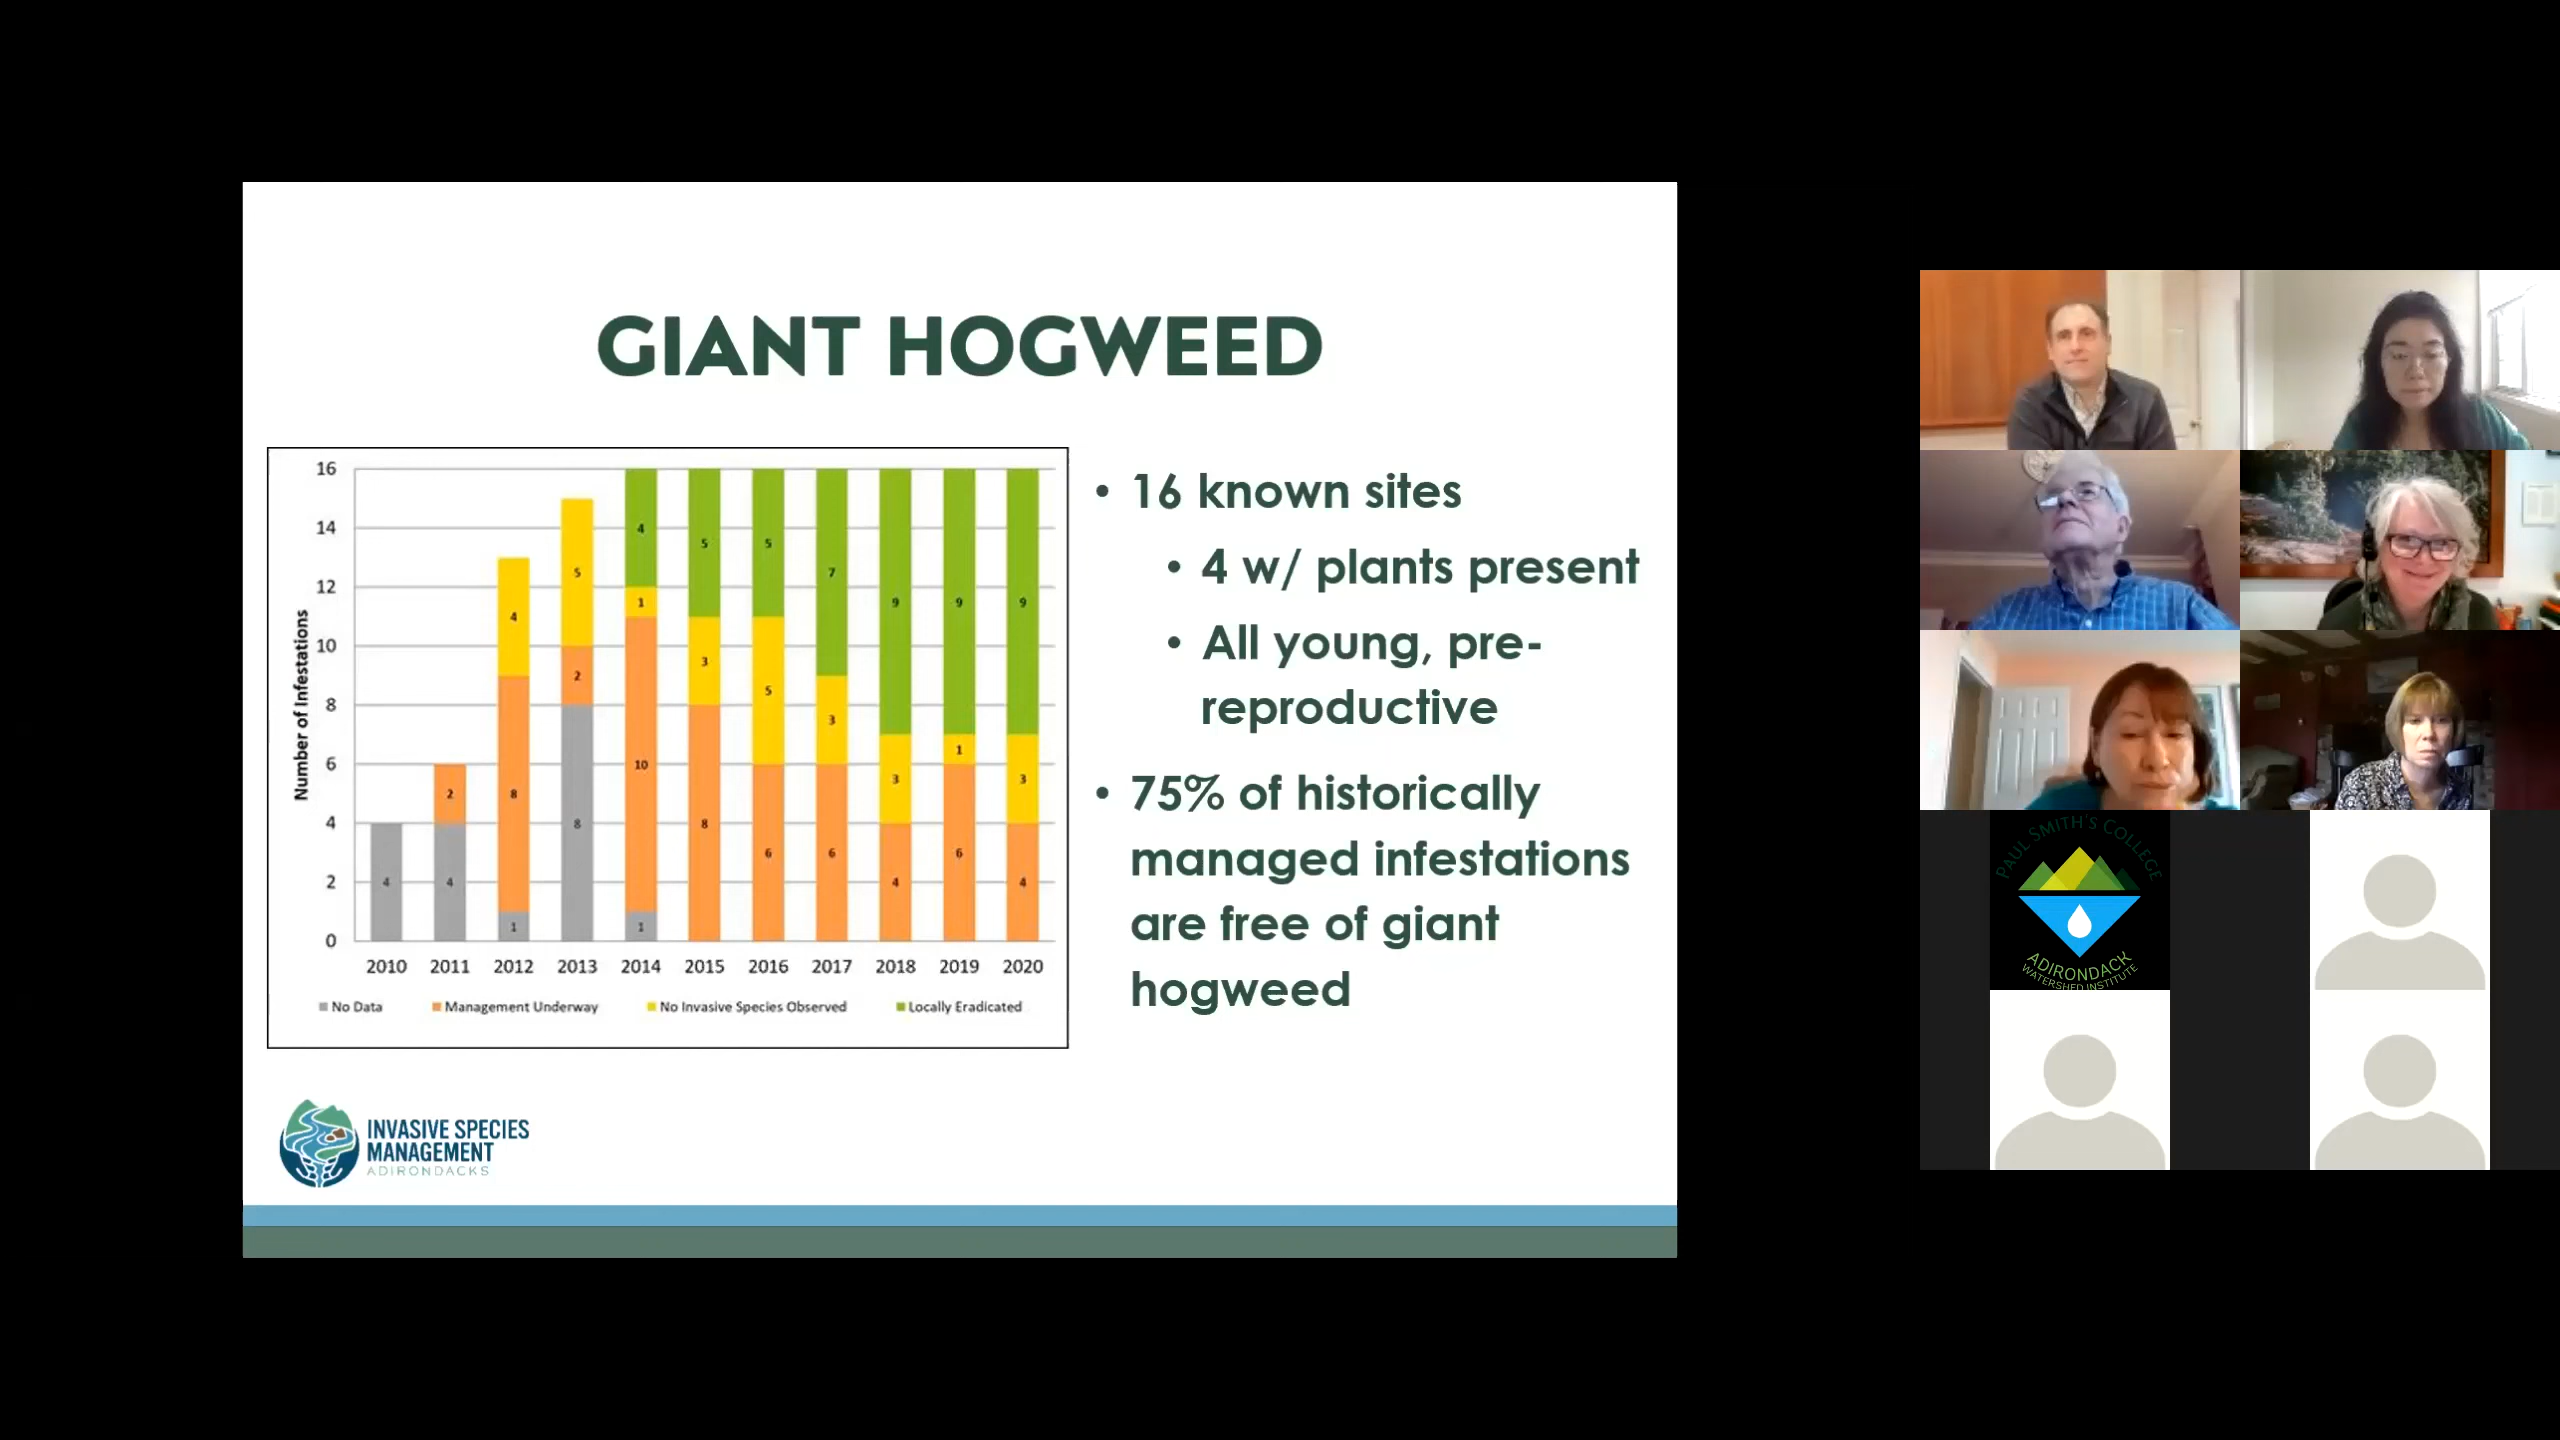 GIANT HOGWEED
Number of Infestations
16
14
12
10
8
6
4
2
0
4
4
2
1
8
4
8
2
5
1
10
1
4
8
3
5
6
5
5
6
3
7
4
3
9
6
1
9
4
3
9
2010 2011 2012 2013 2014 2015 2016 2017 2018 2019 2020
No Data Management Underway No Invasive Species Observed Locally Eradicated
• 16 known sites
• 4 w/ plants present
• All young, pre-
reproductive
• 75% of historically
managed infestations
are free of giant
hogweed
INVASIVE SPECIES
MANAGEMENT
ADIRONDACKS
PAUL SMITH'S COLLEGE
ADIRONDACK
WATERSHED INSTITUTE